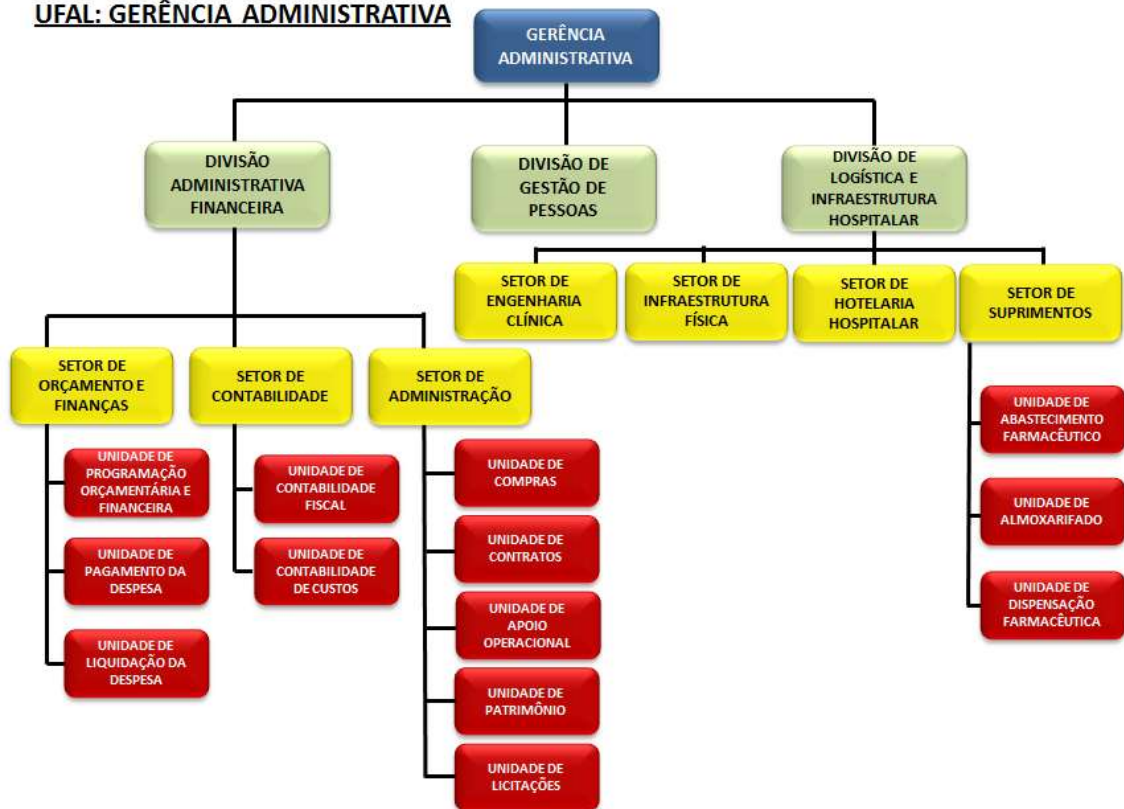 UFAL: GERÊNCIA ADMINISTRATIVA
GERÊNCIA
ADMINISTRATIVA
DIVISÃO
ADMINISTRATIVA
FINANCEIRA
DIVISÃO DE
GESTÃO DE
PESSOAS
DIVISÃO DE
LOGÍSTICA E
INFRAESTRUTURA
HOSPITALAR
SETOR DE
ENGENHARIA
CLÍNICA
SETOR DE
INFRAESTRUTURA
FÍSICA
SETOR DE
HOTELARIA
HOSPITALAR
SETOR DE
SUPRIMENTOS
SETOR DE
ORÇAMENTO E
FINANÇAS
SETOR DE
CONTABILIDADE
SETOR DE
ADMINISTRAÇÃO
UNIDADE DE
PROGRAMAÇÃO
ORÇAMENTÁRIA E
FINANCEIRA
UNIDADE DE
PAGAMENTO DA
DESPESA
UNIDADE DE
LIQUIDAÇÃO DA
DESPESA
UNIDADE DE
CONTABILIDADE
FISCAL
UNIDADE DE
CONTABILIDADE
DE CUSTOS
UNIDADE DE
COMPRAS
UNIDADE DE
CONTRATOS
UNIDADE DE
APOIO
OPERACIONAL
UNIDADE DE
PATRIMÔNIO
UNIDADE DE
LICITAÇÕES
UNIDADE DE
ABASTECIMENTO
FARMACÊUTICO
UNIDADE DE
ALMOXARIFADO
UNIDADE DE
DISPENSAÇÃO
FARMACÊUTICA